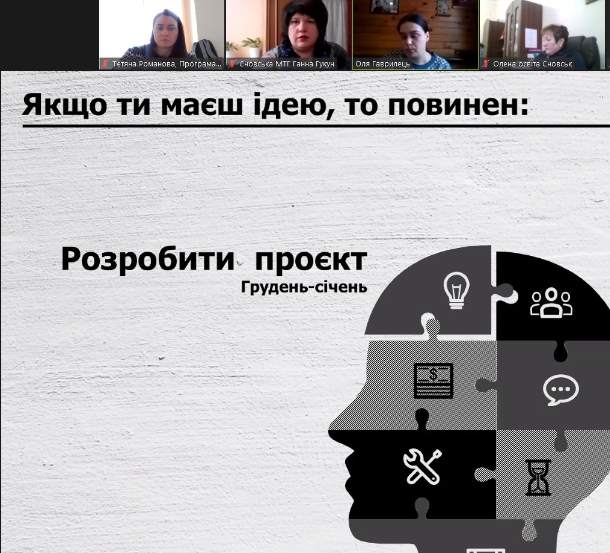 Тетяна Романова, Програма...
Сновська МТГ Ганна Гукун
Оля Гаврилець
Олена освіта Сновськ
Якщо ти маєш ідею, то повинен:
Розробити проєкт
Грудень-січень
$